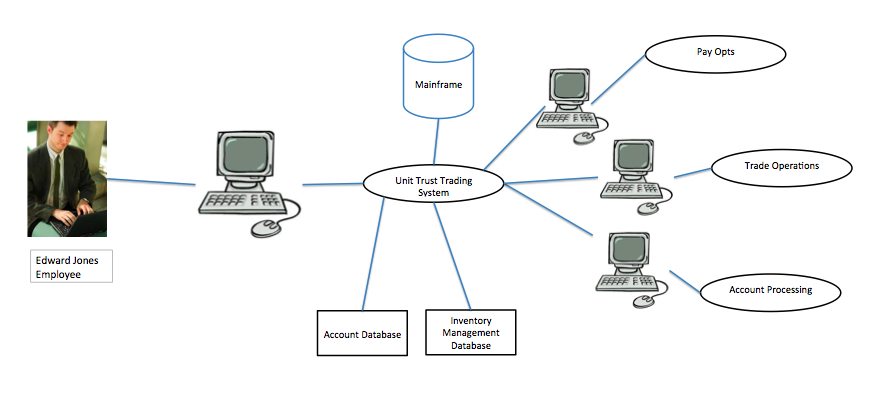 Pay Opts
Mainframe
Trade Operations
Unit Trust Trading
System
Edward Jones
Employee
Account Processing
Account Database
Inventory
Management
Database